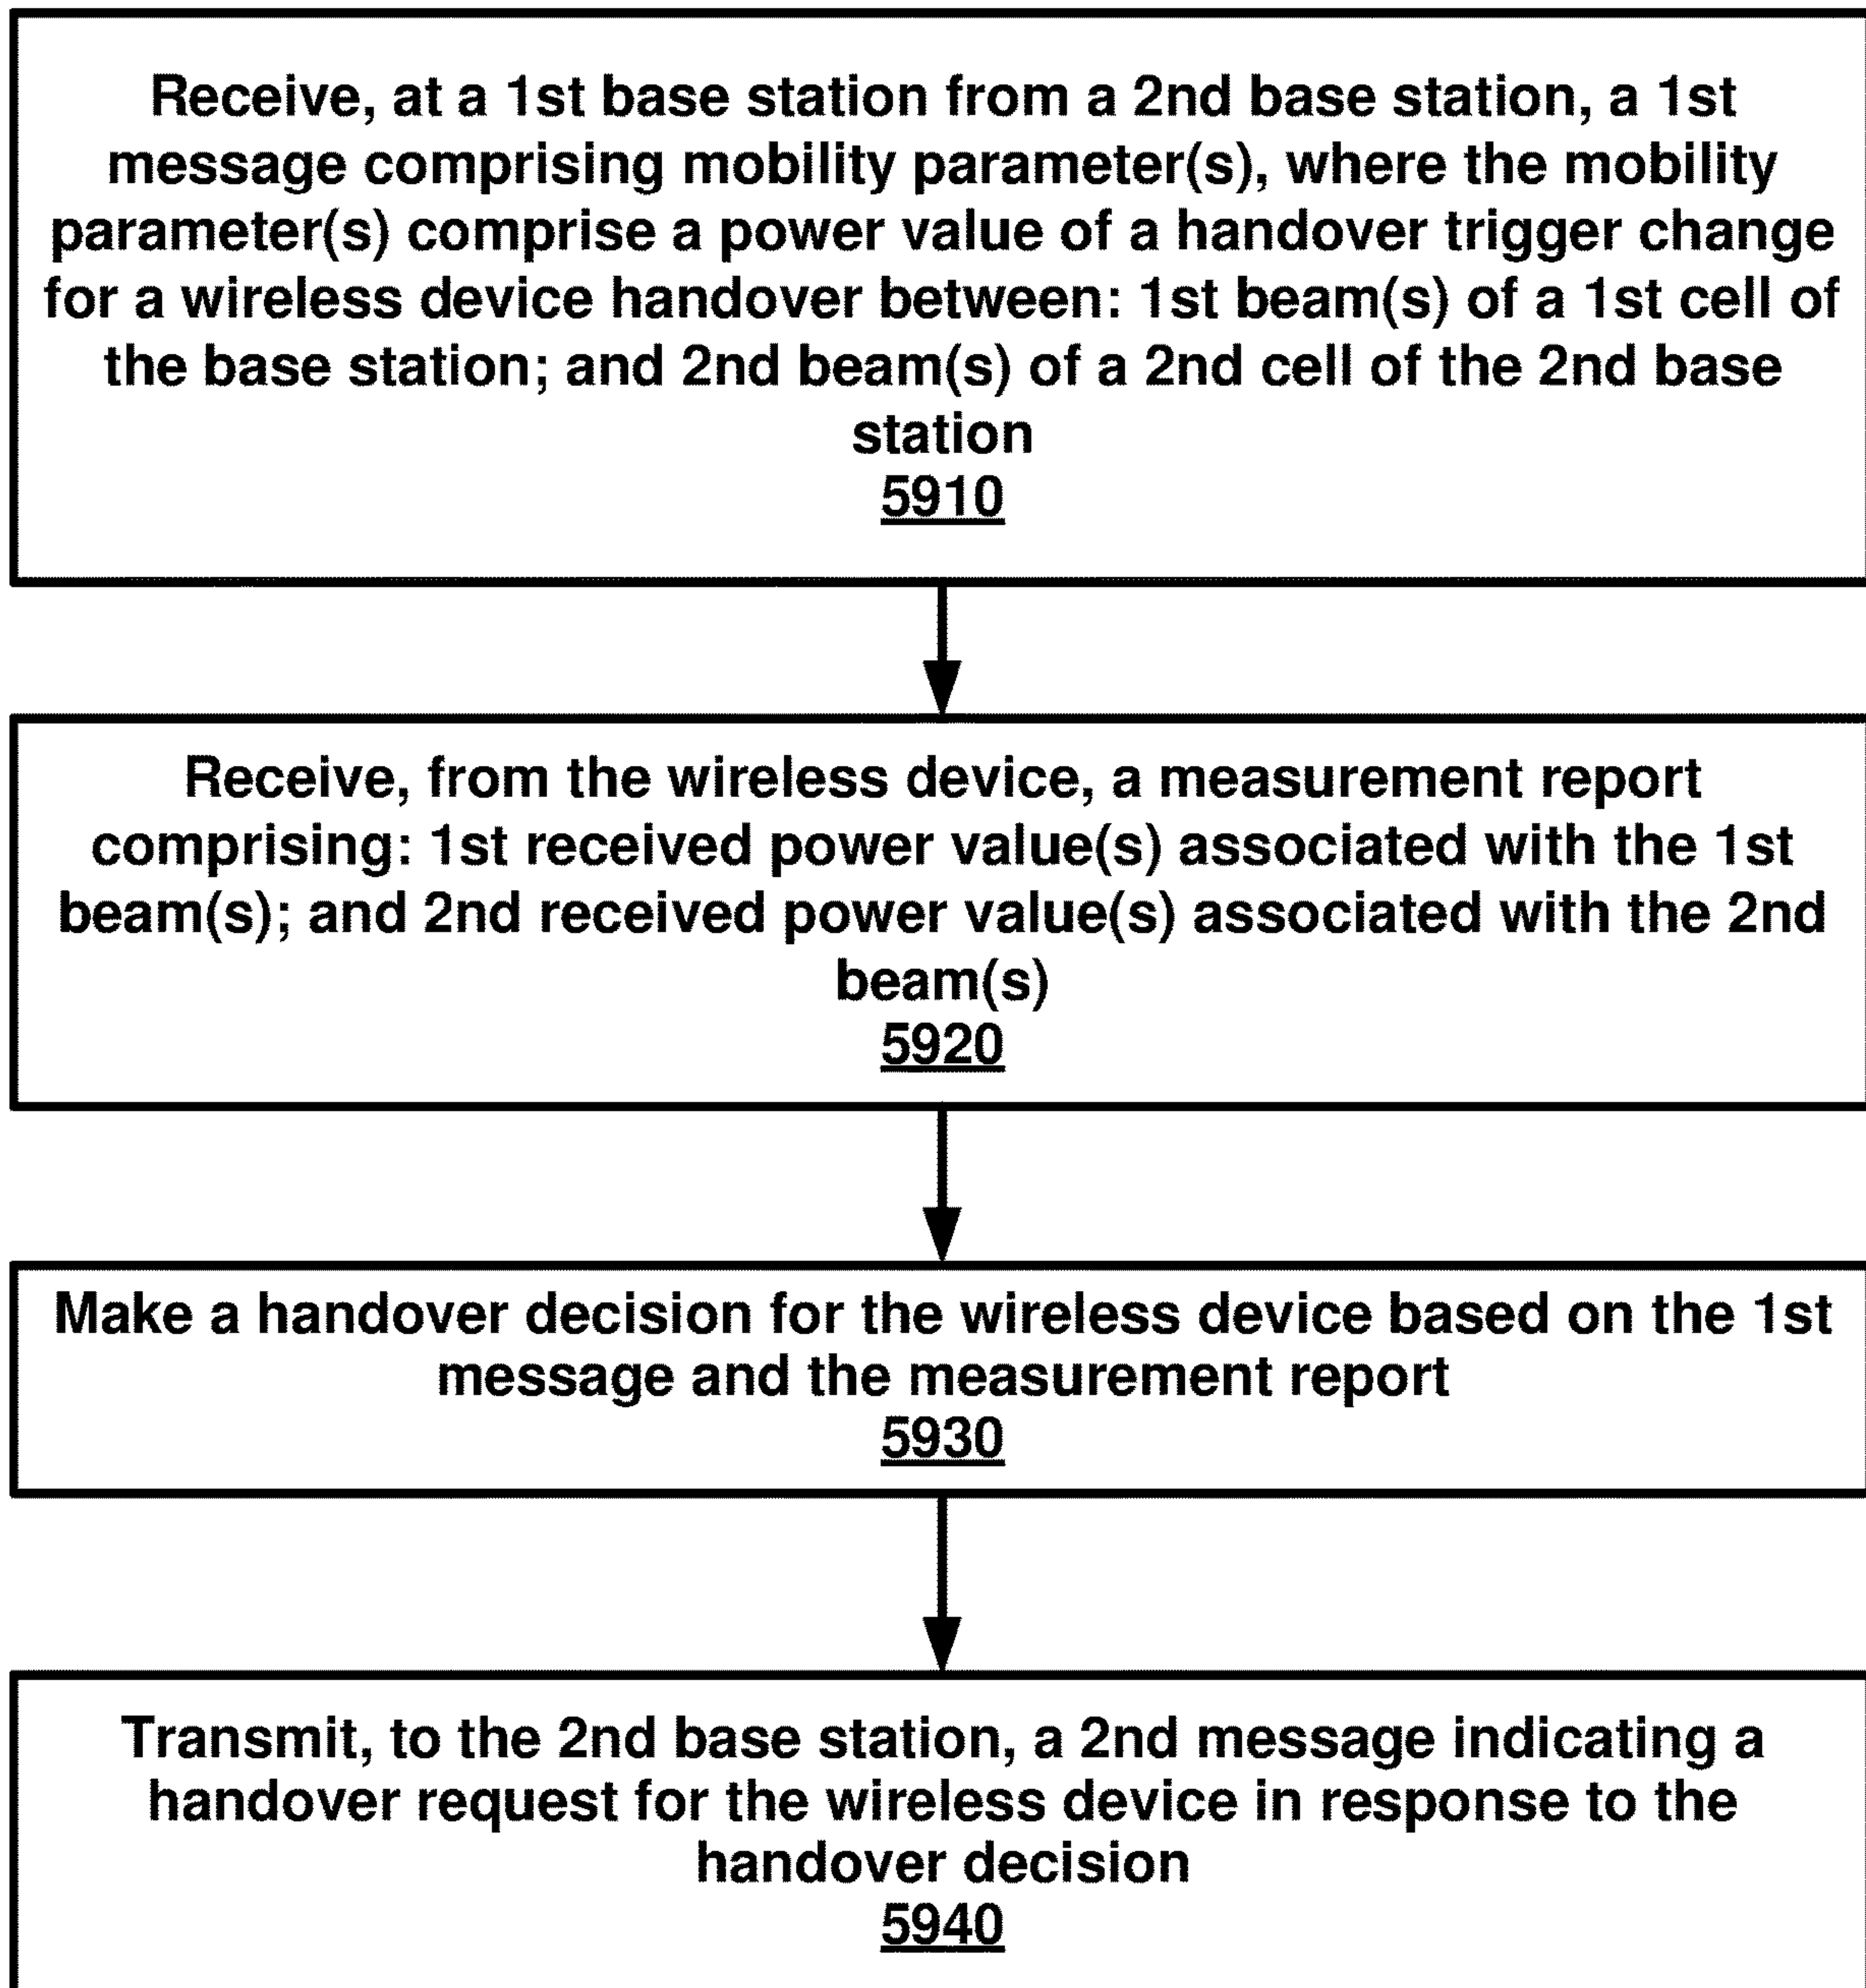 Receive, at a 1st base station from a 2nd base station, a 1st
message comprising mobility parameter(s), where the mobility
parameter(s) comprise a power value of a handover trigger change
for a wireless device handover between: 1st beam(s) of a 1st cell of
the base station; and 2nd beam(s) of a 2nd cell of the 2nd base
station
5910
Receive, from the wireless device, a measurement report
comprising: 1st received power value(s) associated with the 1st
beam(s); and 2nd received power value(s) associated with the 2nd
beam(s)
5920
Make a handover decision for the wireless device based on the 1st
message and the measurement report
5930
Transmit, to the 2nd base station, a 2nd message indicating a
handover request for the wireless device in response to the
handover decision
5940